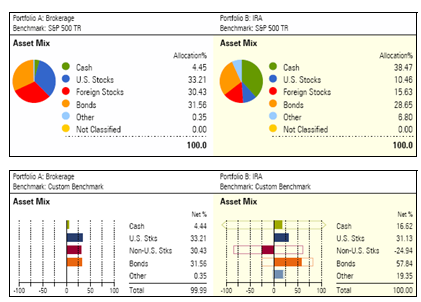 Portfolio A: Brokerage
Benchmark: S&P 500 TR
Asset Mix
Allocation%
Cash 4.45
U.S. Stocks 33.21
Foreign Stocks 30.43
Bonds 31.56
Other 0.35
Not Classified 0.00
100.0
Portfolio B: IRA
Benchmark: S&P 500 TR
Asset Mix
Allocation%
Cash 38.47
U.S. Stocks 10.46
Foreign Stocks 15.63
Bonds 28.65
Other 6.80
Not Classified 0.00
100.0
Portfolio A: Brokerage
Benchmark: Custom Benchmark
Asset Mix
Net %
Cash 4.44
U.S. Stks 33.21
Non-U.S. Stks 30.43
Bonds 31.56
Other 0.35
-100 -50 0 50 100 Total 99.99
Portfolio B: IRA
Benchmark: Custom Benchmark
Asset Mix
Net %
Cash 16.62
U.S. Stks 31.13
Non-U.S. Stks -24.94
Bonds 57.84
Other 19.35
-100 -50 0 50 100 Total 100.00